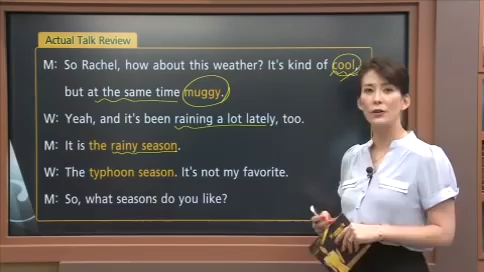 Actual Talk Review
M: So Rachel, how about this weather? It's kind of cool,
but at the same time muggy.
W: Yeah, and it's been raining a lot lately, too.
M: It is the rainy season.
W: The typhoon season. It's not my favorite.
M: So, what seasons do you like?